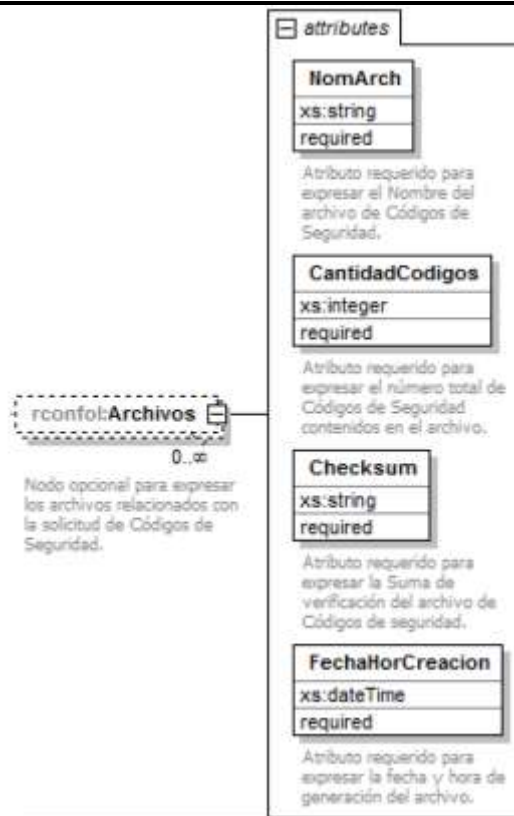 attributes
NomArch
xs:string
required
Atributo requerido para
expresar el Nombre del
archivo de Códigos de
Seguridad.
CantidadCodigos
xs:integer
required
Atributo requerido para
expresar el número total de
Códigos de Seguridad
contenidos en el archivo.
rconfol:Archivos
0..∞
Nodo opcional para expresar
los archivos relacionados con
la solicitud de Códigos de
Seguridad.
Checksum
xs:string
required
Atributo requerido para
expresar la Suma de
verificación del archivo de
Códigos de seguridad.
FechaHorCreacion
xs:dateTime
required
Atributo requerido para
expresar la fecha y hora de
generación del archivo.